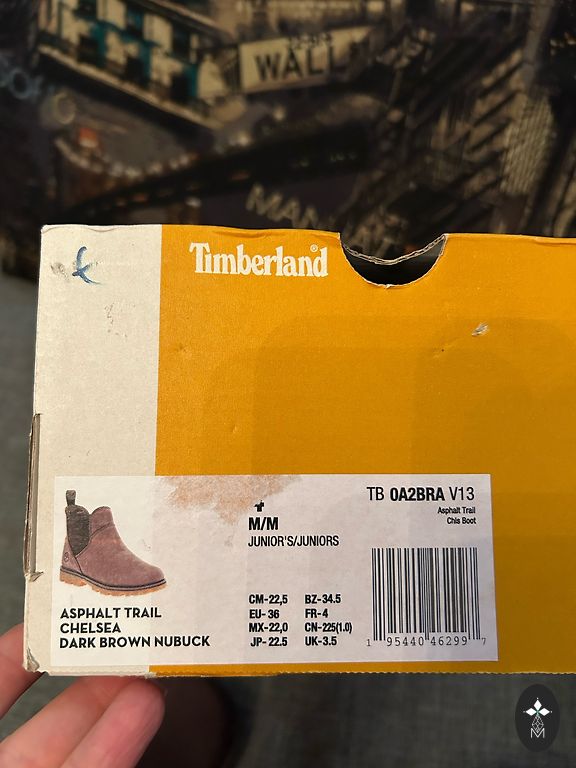 WALL
Timberland®
TB 0A2BRA V13
Asphalt Trail
Chls Boot
M/M
JUNIOR'S/JUNIORS
CM-22,5 BZ-34.5
EU- 36 FR-4
MX-22,0 CN-225(1.0)
JP- 22.5 UK-3.5
ASPHALT TRAIL
CHELSEA
DARK BROWN NUBUCK
1 95440 46299 7